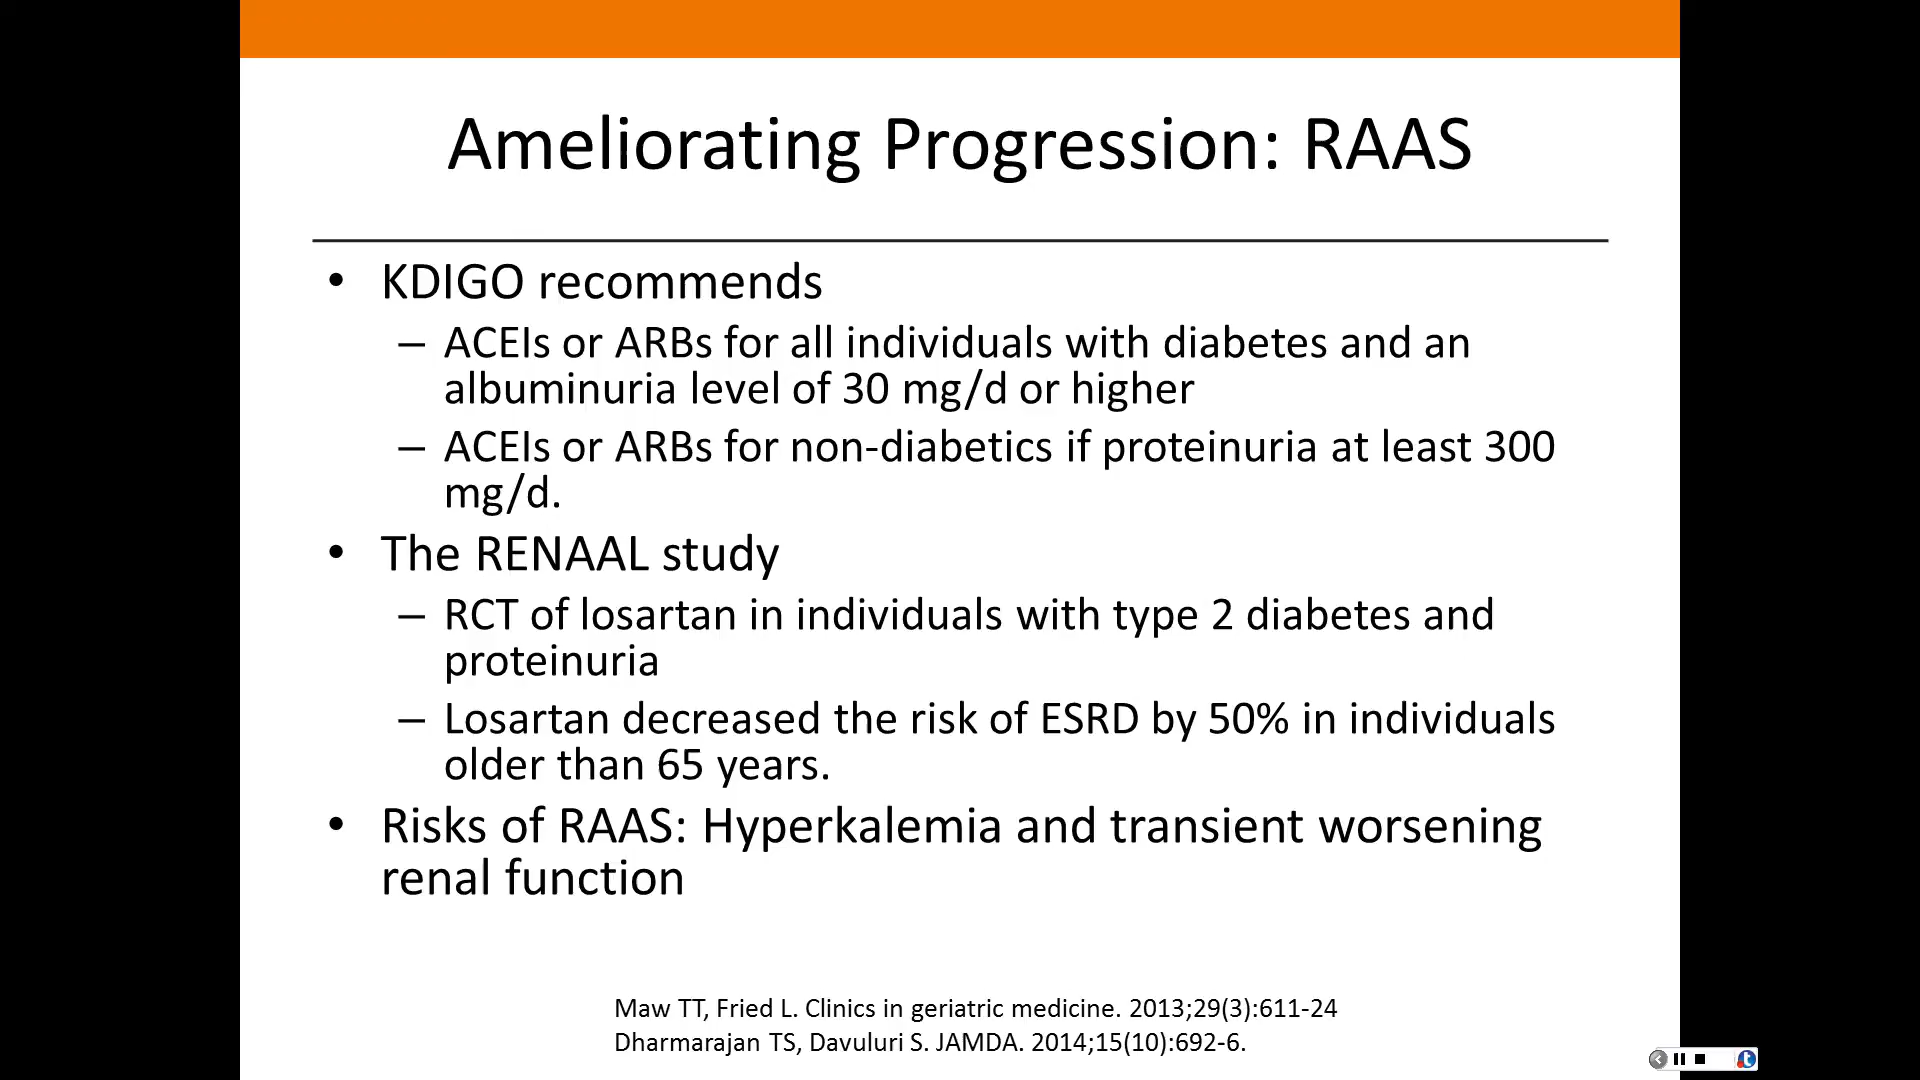 Ameliorating Progression: RAAS
• KDIGO recommends
– ACEIs or ARBs for all individuals with diabetes and an
albuminuria level of 30 mg/d or higher
– ACEIs or ARBs for non-diabetics if proteinuria at least 300
mg/d.
• The RENAAL study
– RCT of losartan in individuals with type 2 diabetes and
proteinuria
– Losartan decreased the risk of ESRD by 50% in individuals
older than 65 years.
• Risks of RAAS: Hyperkalemia and transient worsening
renal function
Maw TT, Fried L. Clinics in geriatric medicine. 2013;29(3):611-24
Dharmarajan TS, Davuluri S. JAMDA. 2014;15(10):692-6.